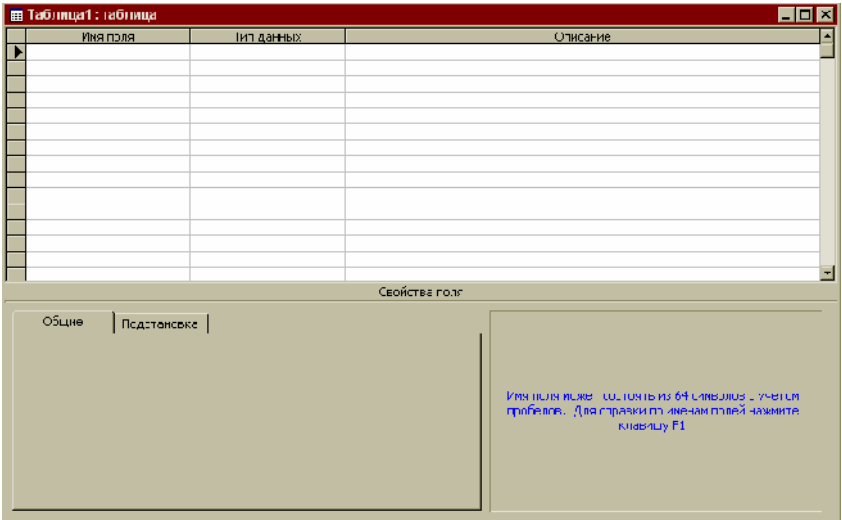 Таблица1 : таблица
Имя поля Тип данных Описание
Свойства поля
Общие Подстановка
Имя поля может состоять из 64 символов с учетом
пробелов. Для справки по именам полей нажмите
клавишу F1.